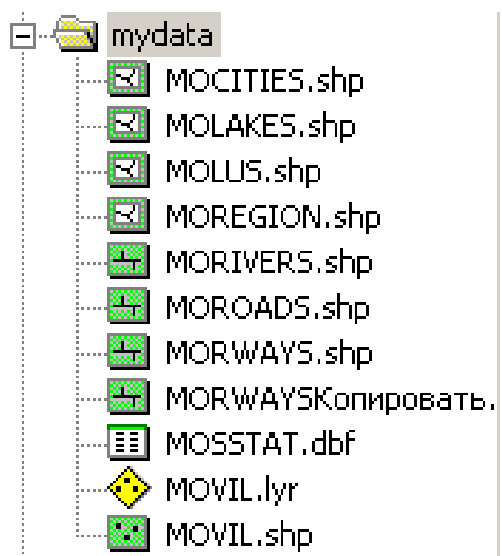 mydata
MOCITIES.shp
MOLAKES.shp
MOLUS.shp
MOREGION.shp
MORIVERS.shp
MOROADS.shp
MORWAYS.shp
MORWAYSКопировать.
MOSSTAT.dbf
MOVIL.lyr
MOVIL.shp